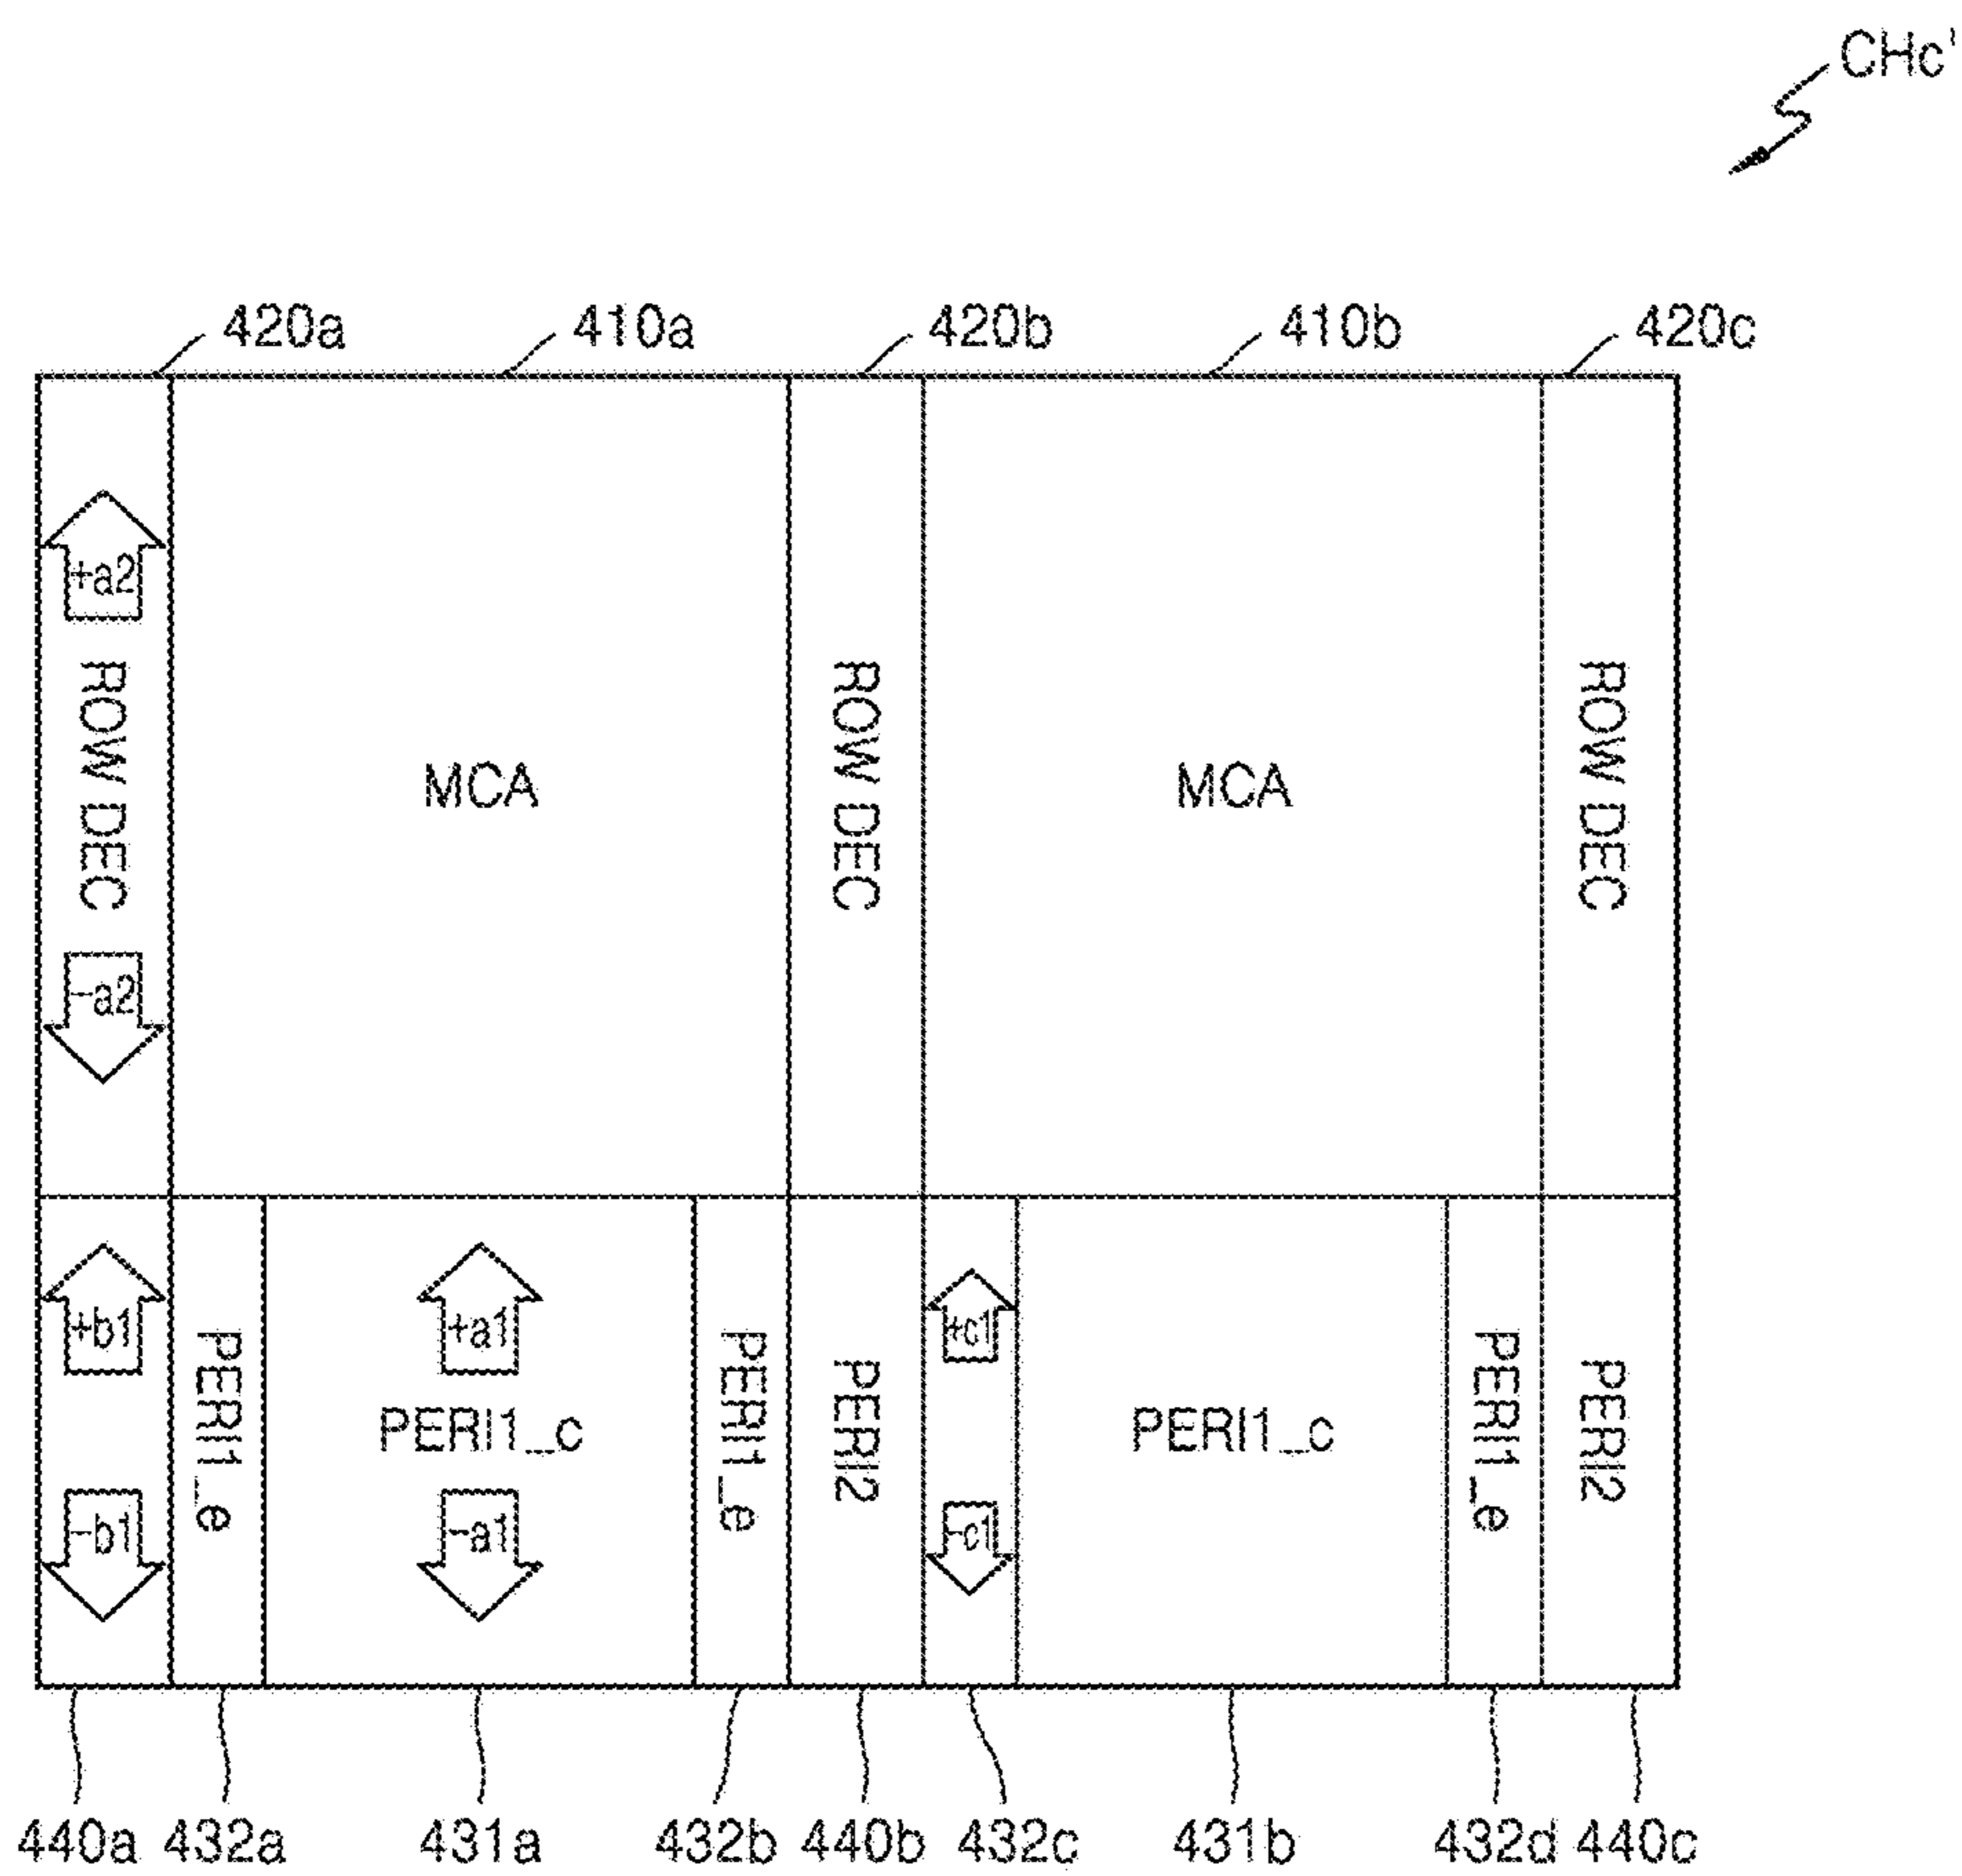 CHc'
420a 410a 420b 410b 420c
+a2
ROW DEC
MCA
ROW DEC
MCA
ROW DEC
-a2
+b1
-b1
PERI1_e
+a1
PERI1_c
-a1
PERI1_e
PERI2
+c1
-c1
PERI1_c
PERI1_e
PERI2
440a 432a 431a 432b 440b 432c 431b 432d 440c